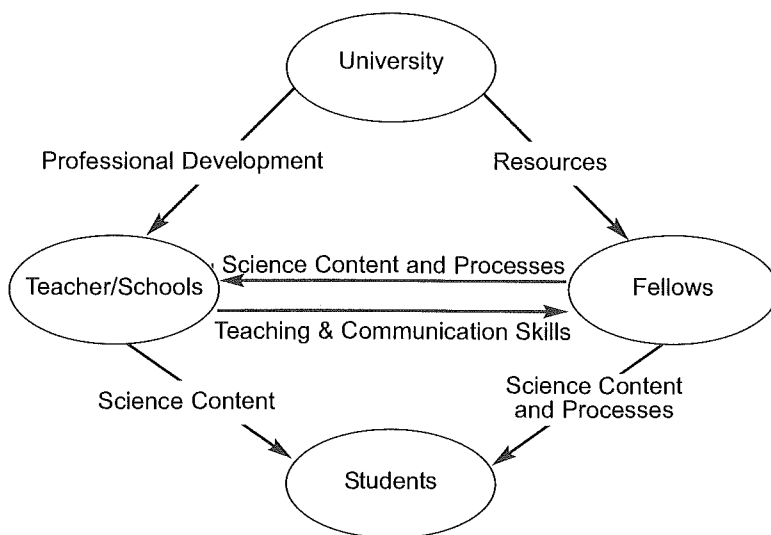 University
Professional Development
Resources
Science Content and Processes
Teacher/Schools
Fellows
Teaching & Communication Skills
Science Content
Science Content
and Processes
Students